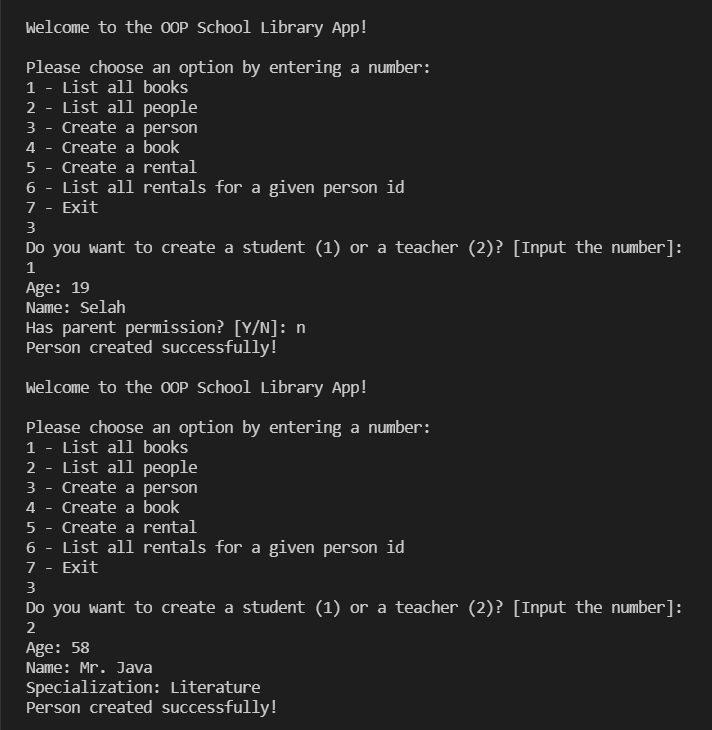 Welcome to the OOP School Library App!
Please choose an option by entering a number:
1 - List all books
2 - List all people
3 - Create a person
4 - Create a book
5 - Create a rental
6 - List all rentals for a given person id
7 - Exit
3
Do you want to create a student (1) or a teacher (2)? [Input the number]:
1
Age: 19
Name: Selah
Has parent permission? [Y/N]: n
Person created successfully!
Welcome to the OOP School Library App!
Please choose an option by entering a number:
1 - List all books
2 - List all people
3 - Create a person
4 - Create a book
5 - Create a rental
6 - List all rentals for a given person id
7 - Exit
3
Do you want to create a student (1) or a teacher (2)? [Input the number]:
2
Age: 58
Name: Mr. Java
Specialization: Literature
Person created successfully!